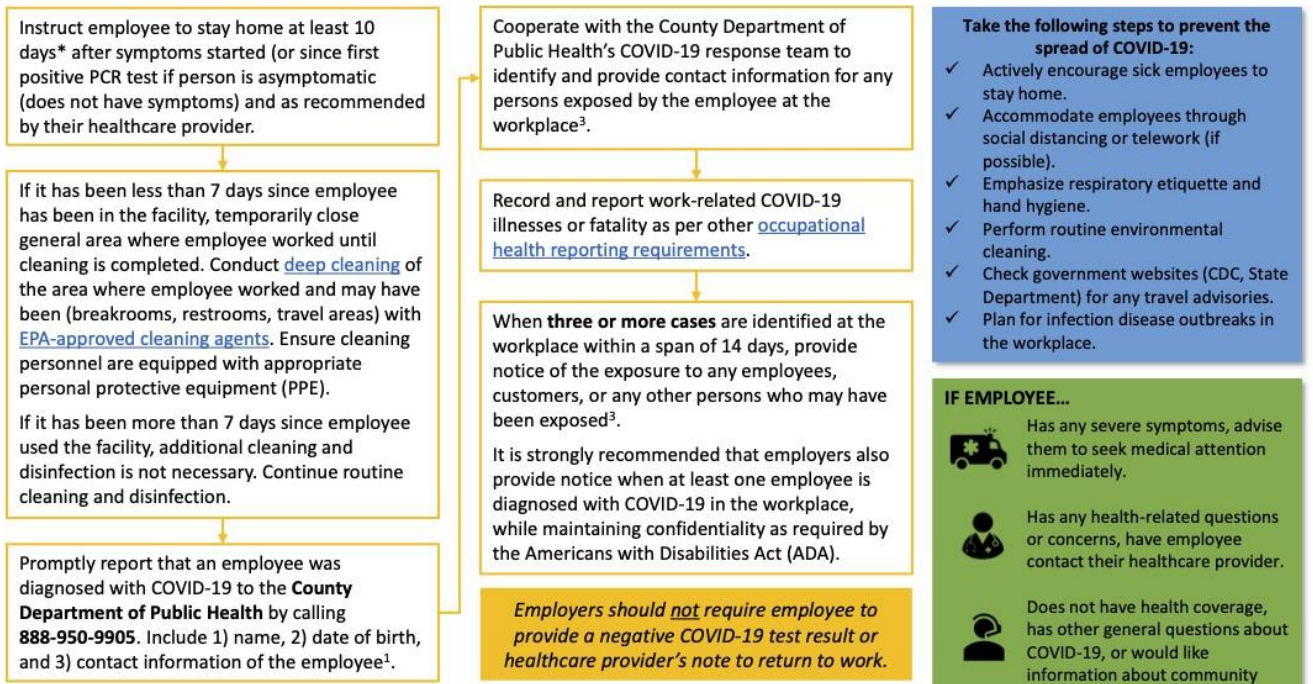 Instruct employee to stay home at least 10
days* after symptoms started (or since first
positive PCR test if person is asymptomatic
(does not have symptoms) and as recommended
by their healthcare provider.
If it has been less than 7 days since employee
has been in the facility, temporarily close
general area where employee worked until
cleaning is completed. Conduct deep cleaning of
the area where employee worked and may have
been (breakrooms, restrooms, travel areas) with
EPA-approved cleaning agents. Ensure cleaning
personnel are equipped with appropriate
personal protective equipment (PPE).
If it has been more than 7 days since employee
used the facility, additional cleaning and
disinfection is not necessary. Continue routine
cleaning and disinfection.
Promptly report that an employee was
diagnosed with COVID-19 to the County
Department of Public Health by calling
888-950-9905. Include 1) name, 2) date of birth,
and 3) contact information of the employee¹.
Cooperate with the County Department of
Public Health's COVID-19 response team to
identify and provide contact information for any
persons exposed by the employee at the
workplace³.
Record and report work-related COVID-19
illnesses or fatality as per other occupational
health reporting requirements.
When three or more cases are identified at the
workplace within a span of 14 days, provide
notice of the exposure to any employees,
customers, or any other persons who may have
been exposed³.
It is strongly recommended that employers also
provide notice when at least one employee is
diagnosed with COVID-19 in the workplace,
while maintaining confidentiality as required by
the Americans with Disabilities Act (ADA).
Employers should not require employee to
provide a negative COVID-19 test result or
healthcare provider's note to return to work.
Take the following steps to prevent the
spread of COVID-19:
✓ Actively encourage sick employees to
stay home.
✓ Accommodate employees through
social distancing or telework (if
possible).
✓ Emphasize respiratory etiquette and
hand hygiene.
✓ Perform routine environmental
cleaning.
✓ Check government websites (CDC, State
Department) for any travel advisories.
✓ Plan for infection disease outbreaks in
the workplace.
IF EMPLOYEE...
Has any severe symptoms, advise
them to seek medical attention
immediately.
Has any health-related questions
or concerns, have employee
contact their healthcare provider.
Does not have health coverage,
has other general questions about
COVID-19, or would like
information about community